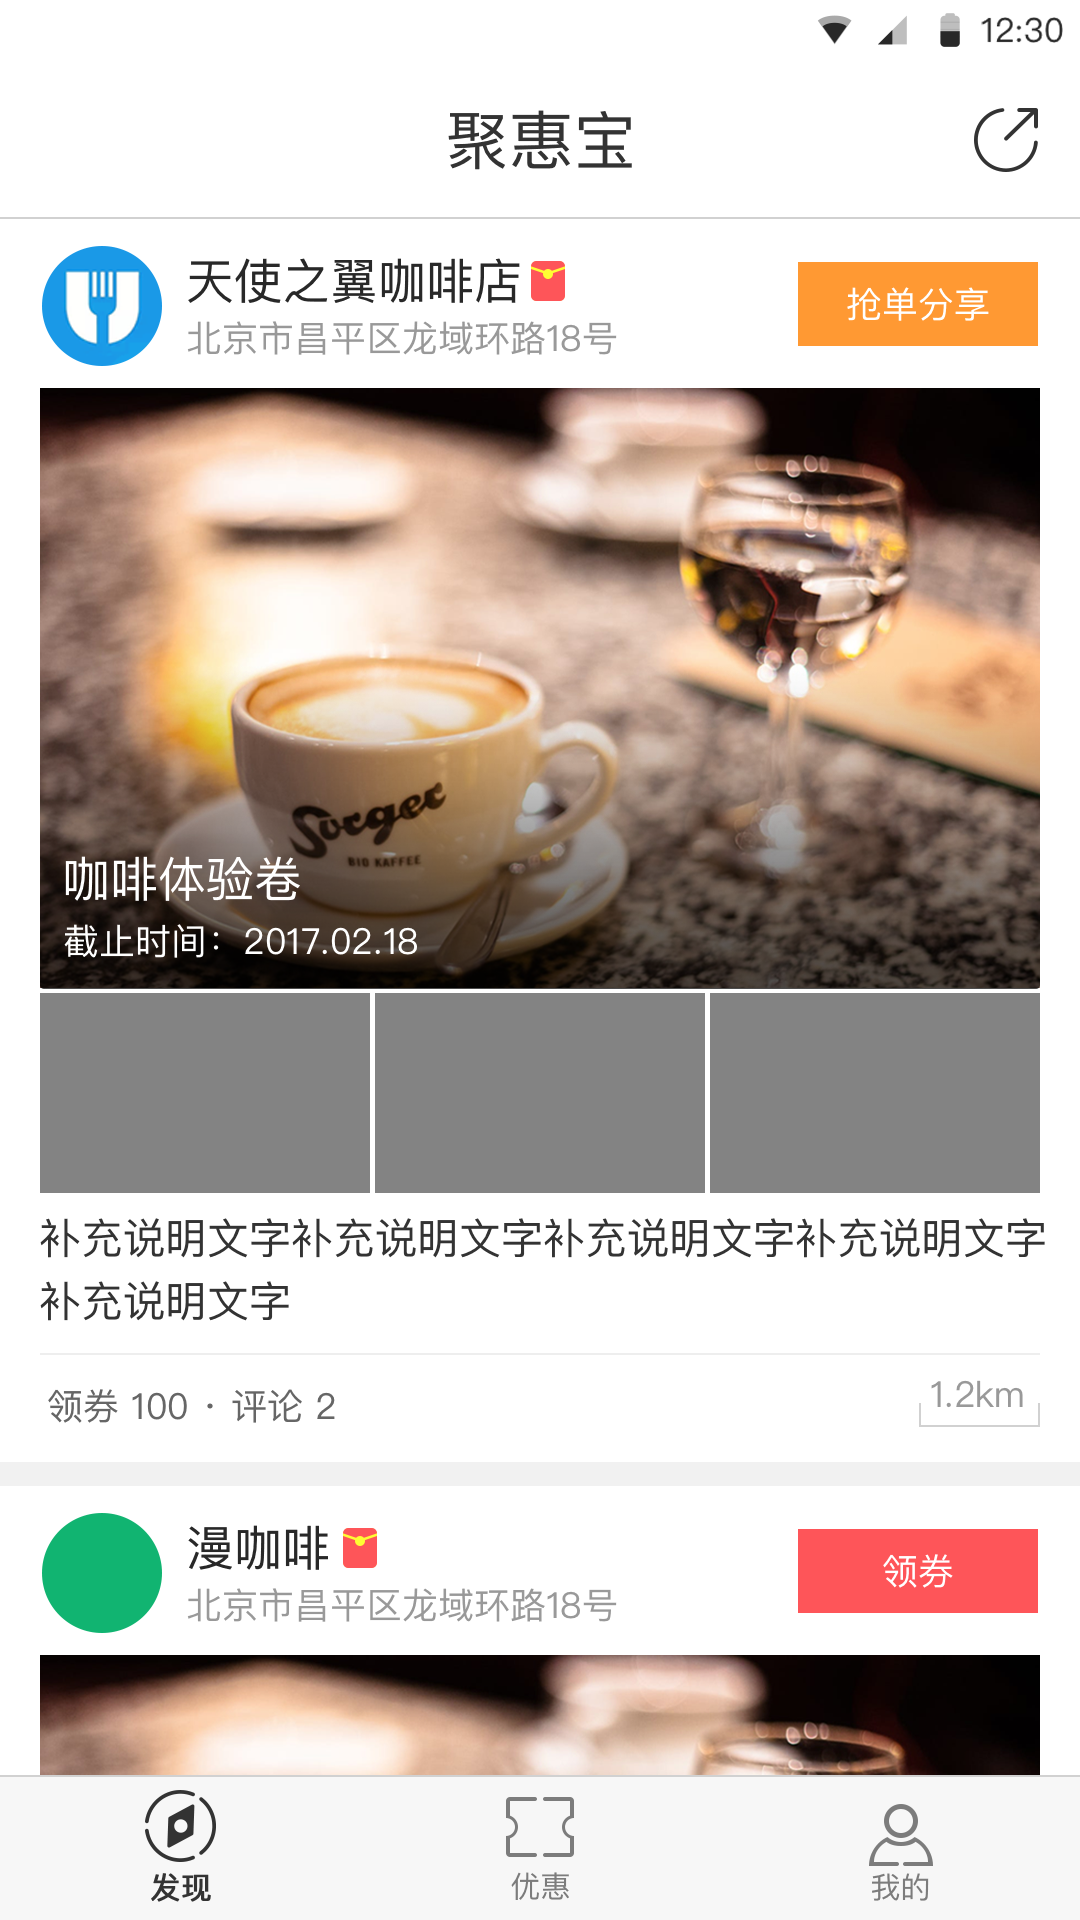 12:30
聚惠宝
天使之翼咖啡店
北京市昌平区龙域环路18号
抢单分享
Sorger
BIO KAFFEE
咖啡体验卷
截止时间：2017.02.18
补充说明文字补充说明文字补充说明文字补充说明文字
补充说明文字
领券 100 · 评论 2
1.2km
漫咖啡
北京市昌平区龙域环路18号
领券
发现
优惠
我的